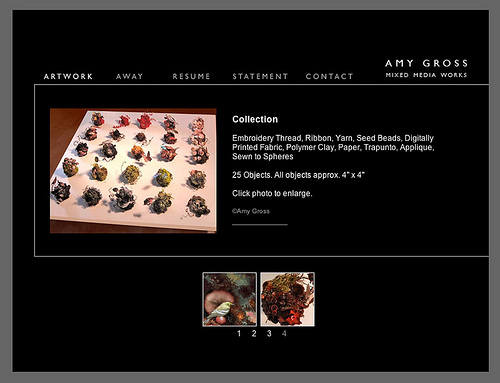 AMY GROSS
MIXED MEDIA WORKS
ARTWORK AWAY RESUME STATEMENT CONTACT
Collection
Embroidery Thread, Ribbon, Yarn, Seed Beads, Digitally
Printed Fabric, Polymer Clay, Paper, Trapunto, Applique,
Sewn to Spheres
25 Objects. All objects approx. 4" x 4"
Click photo to enlarge.
©Amy Gross
1 2 3 4